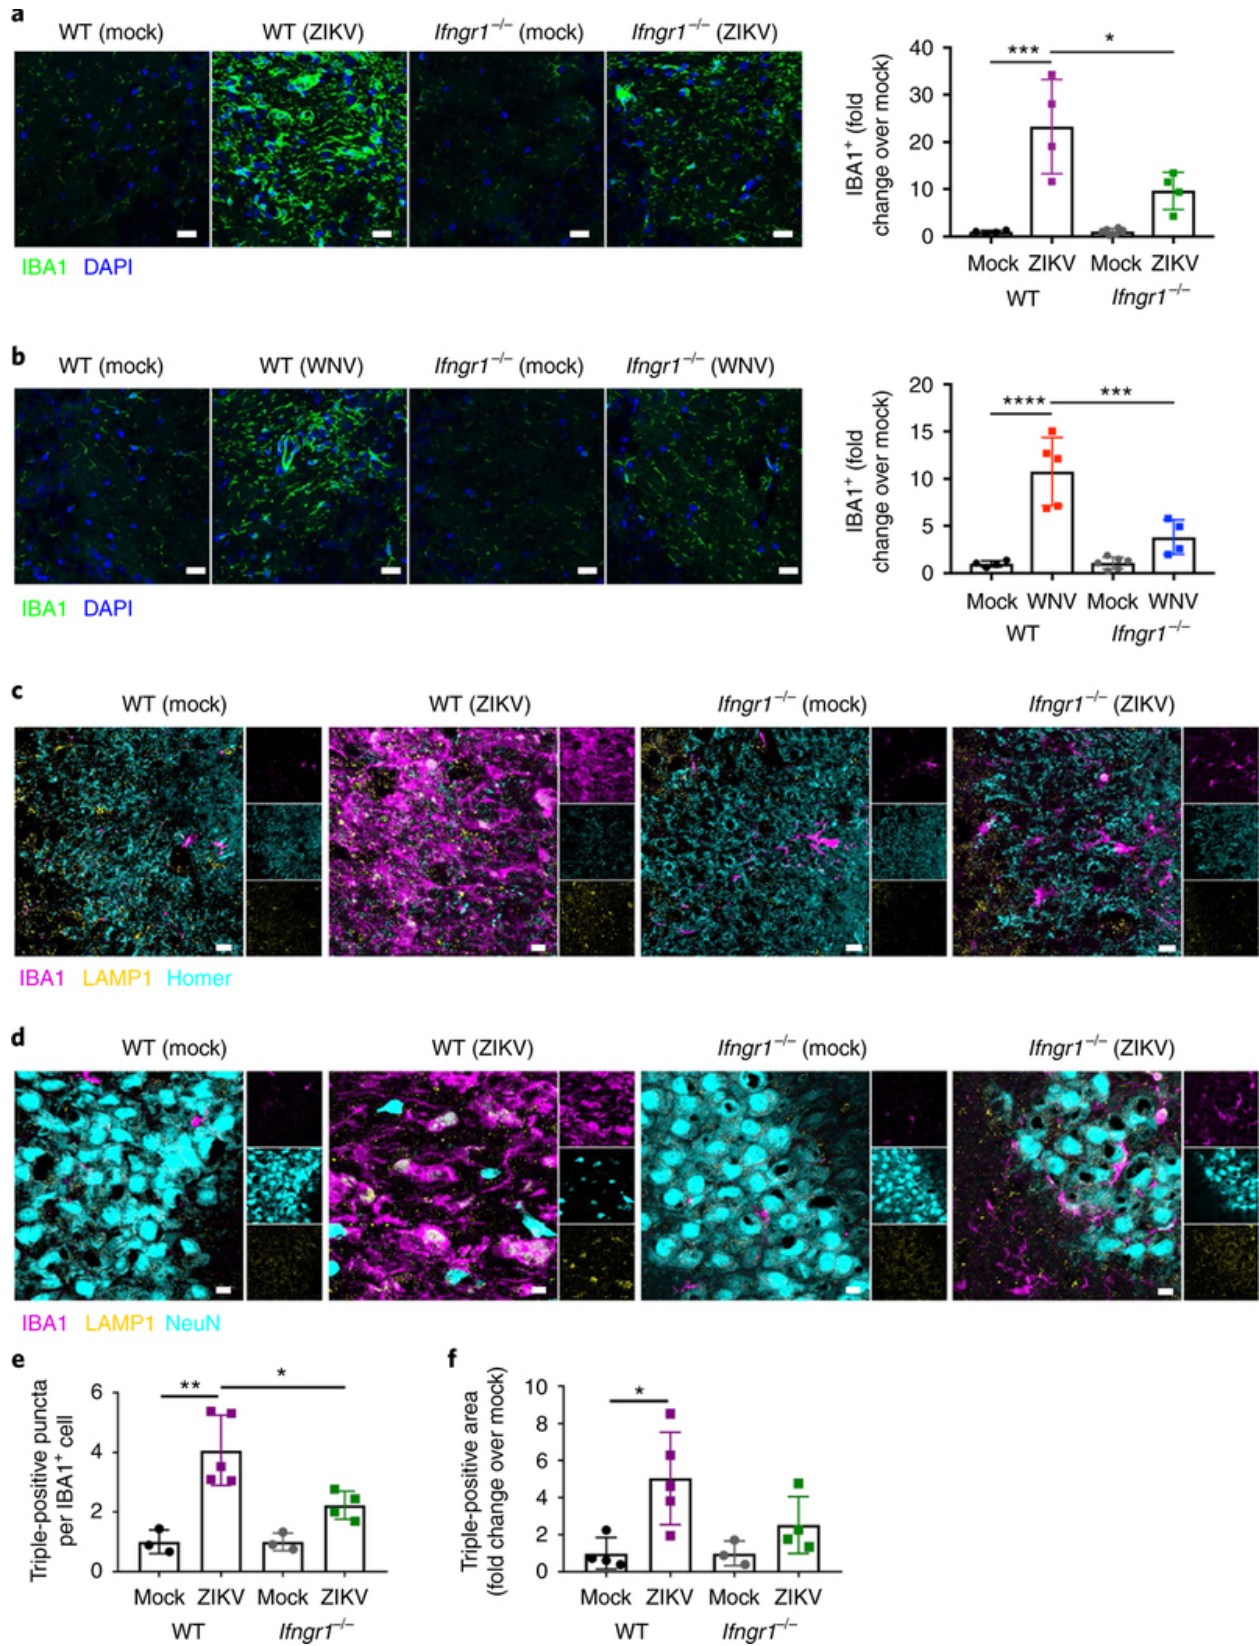 a
WT (mock) WT (ZIKV) Ifngr1–/– (mock) Ifngr1–/– (ZIKV)
IBA1 DAPI
IBA1+ (fold
change over mock)
40
30
20
10
0
*** *
Mock ZIKV Mock ZIKV
WT Ifngr1–/–
b
WT (mock) WT (WNV) Ifngr1–/– (mock) Ifngr1–/– (WNV)
IBA1 DAPI
IBA1+ (fold
change over mock)
20
15
10
5
0
**** ***
Mock WNV Mock WNV
WT Ifngr1–/–
c
WT (mock) WT (ZIKV) Ifngr1–/– (mock) Ifngr1–/– (ZIKV)
IBA1 LAMP1 Homer
d
WT (mock) WT (ZIKV) Ifngr1–/– (mock) Ifngr1–/– (ZIKV)
IBA1 LAMP1 NeuN
e
Triple-positive puncta
per IBA1+ cell
6
4
2
0
** *
Mock ZIKV Mock ZIKV
WT Ifngr1–/–
f
Triple-positive area
(fold change over mock)
10
8
6
4
2
0
*
Mock ZIKV Mock ZIKV
WT Ifngr1–/–